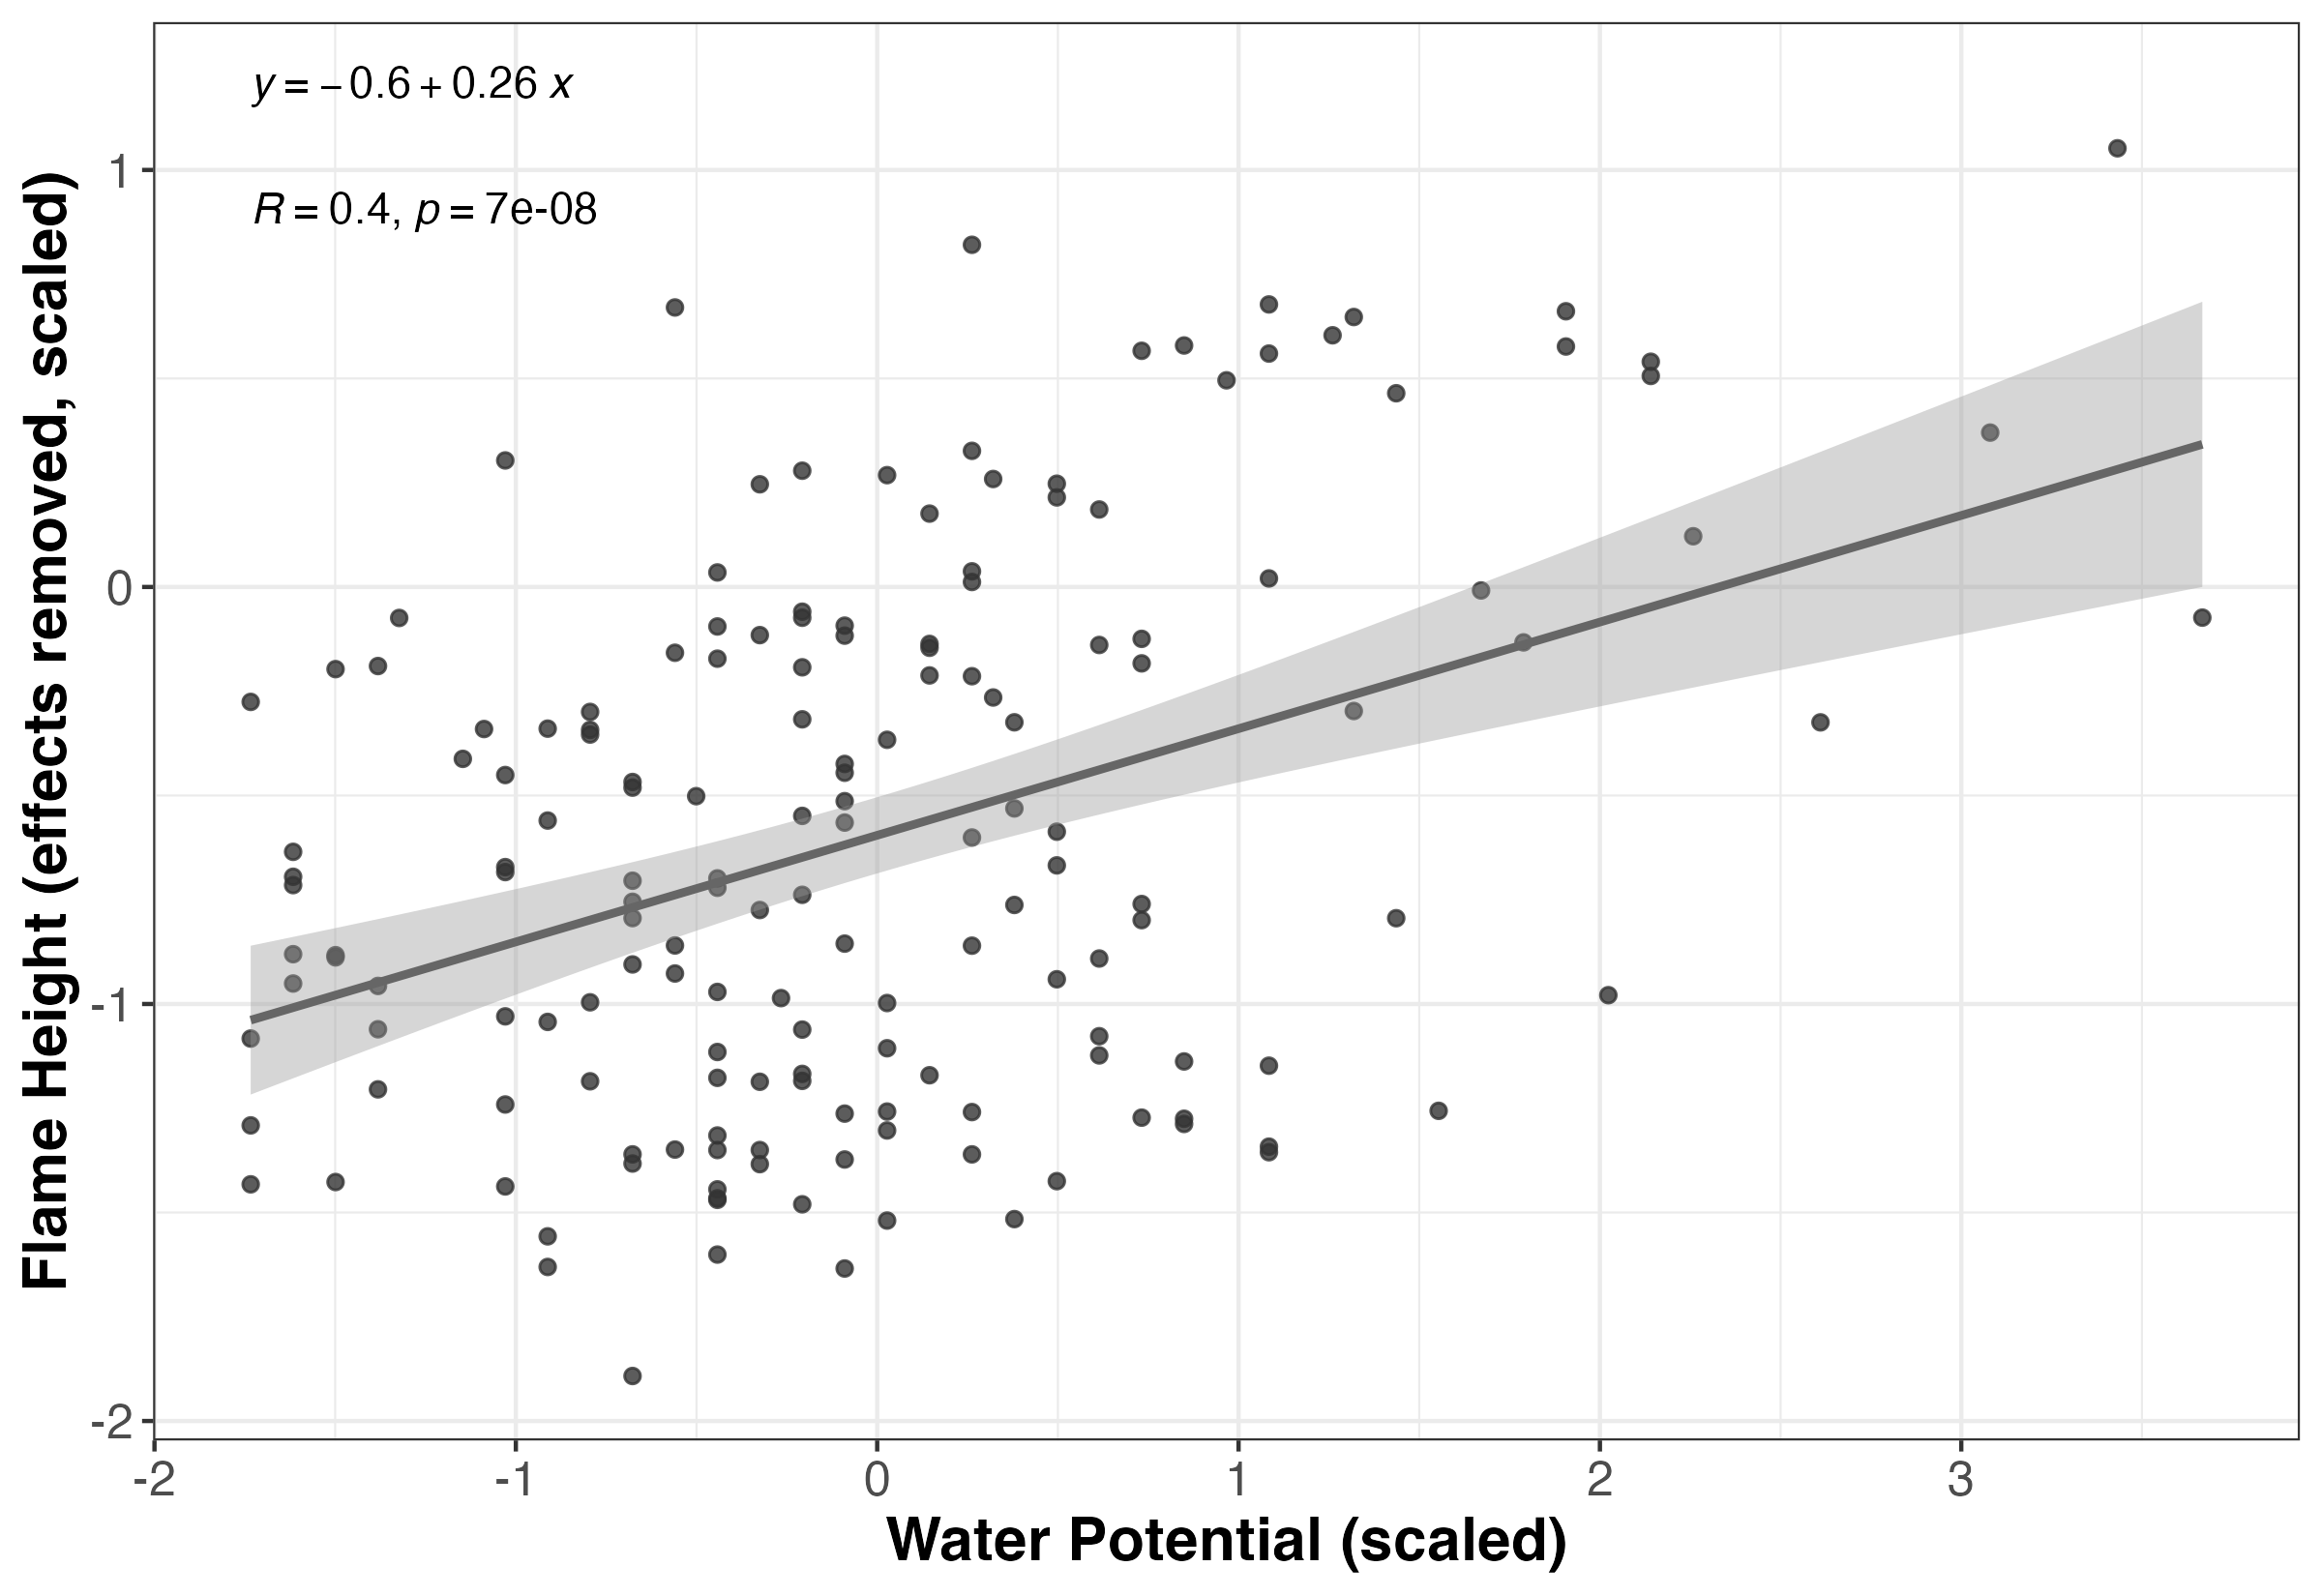 y = −0.6 + 0.26 x
R = 0.4, p = 7e-08
Flame Height (effects removed, scaled)
1
0
-1
-2
-2
-1
0
1
2
3
Water Potential (scaled)